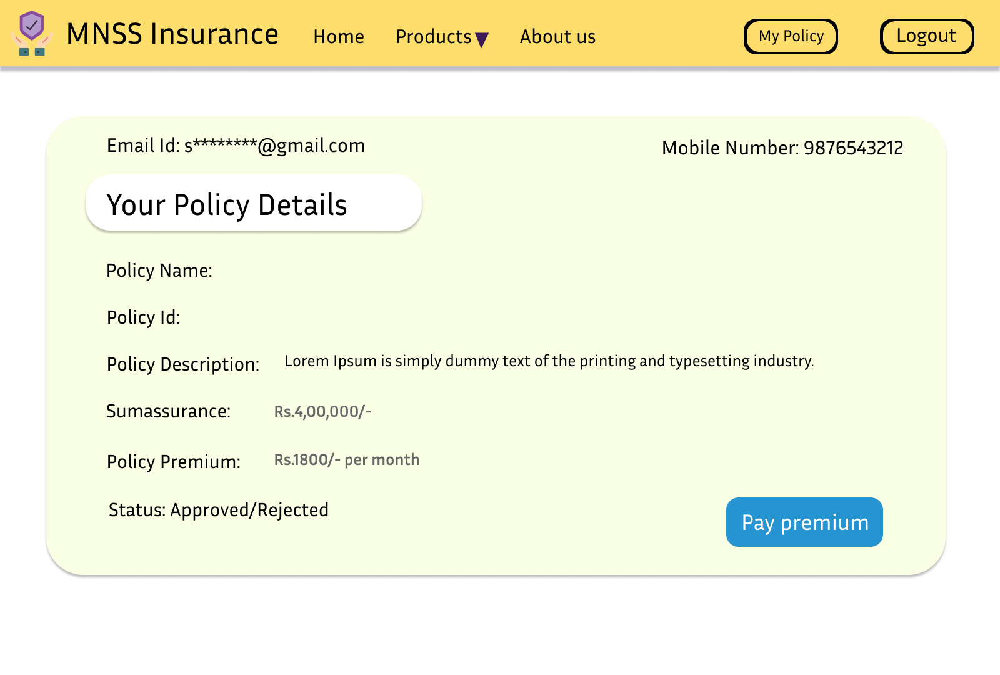 MNSS Insurance Home Products About us My Policy Logout
Email Id: s********@gmail.com Mobile Number: 9876543212
Your Policy Details
Policy Name:
Policy Id:
Policy Description: Lorem Ipsum is simply dummy text of the printing and typesetting industry.
Sumassurance: Rs.4,00,000/-
Policy Premium: Rs.1800/- per month
Status: Approved/Rejected
Pay premium